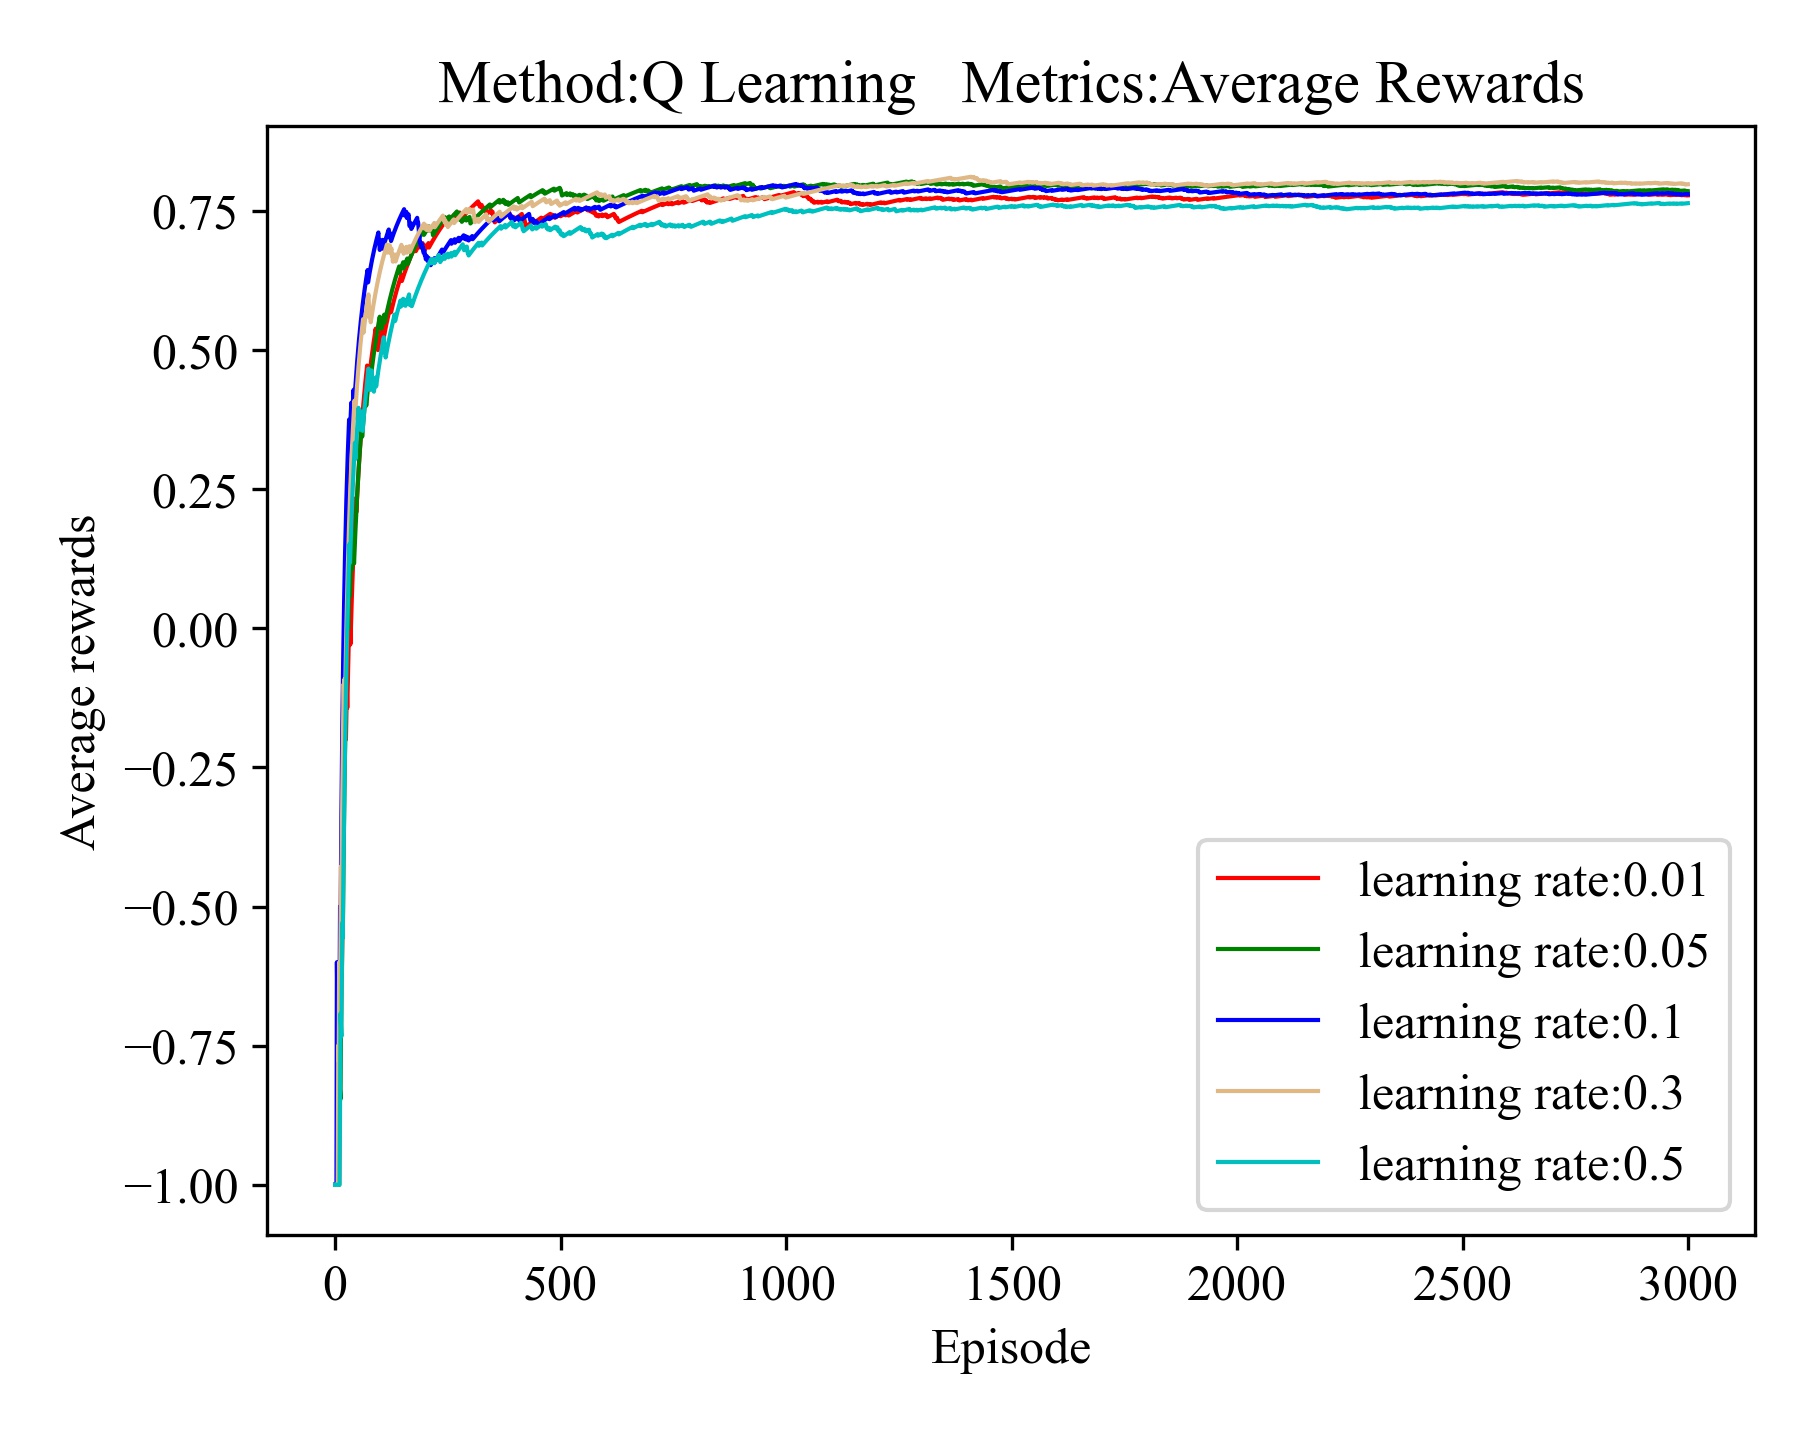 Method:Q Learning   Metrics:Average Rewards
Average rewards
0.75
0.50
0.25
0.00
−0.25
−0.50
−0.75
−1.00
learning rate:0.01
learning rate:0.05
learning rate:0.1
learning rate:0.3
learning rate:0.5
0 500 1000 1500 2000 2500 3000
Episode